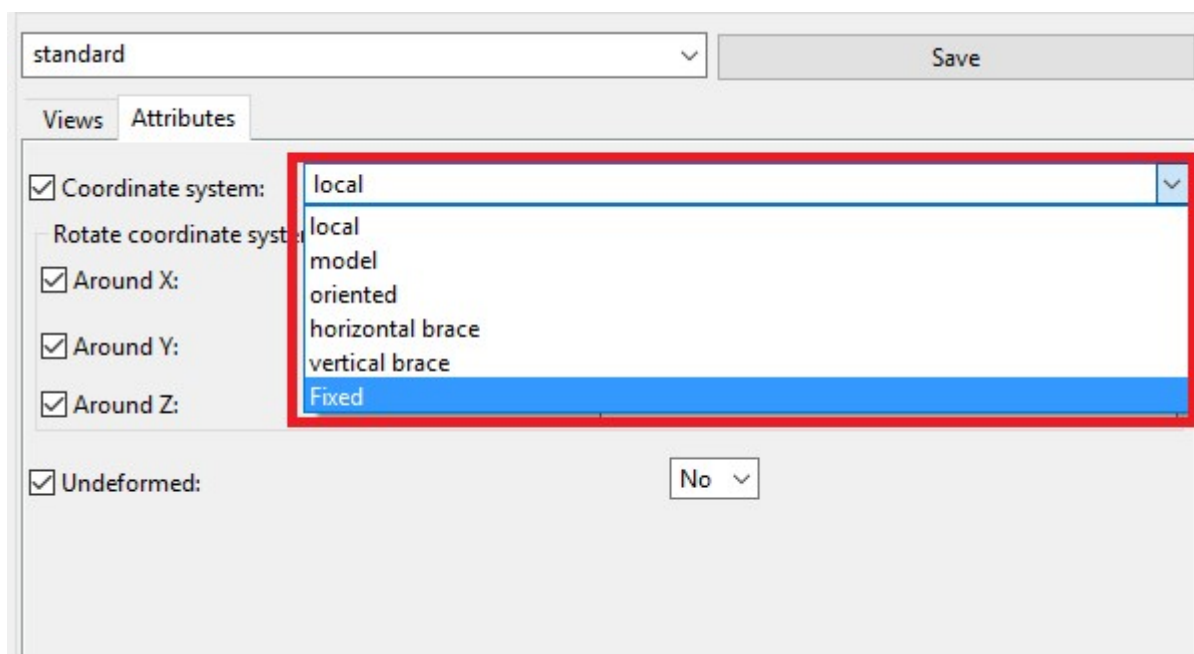 standard
Save
Views Attributes
Coordinate system: local
Rotate coordinate syste
local
model
Around X:
oriented
horizontal brace
Around Y:
vertical brace
Fixed
Around Z:
Undeformed: No